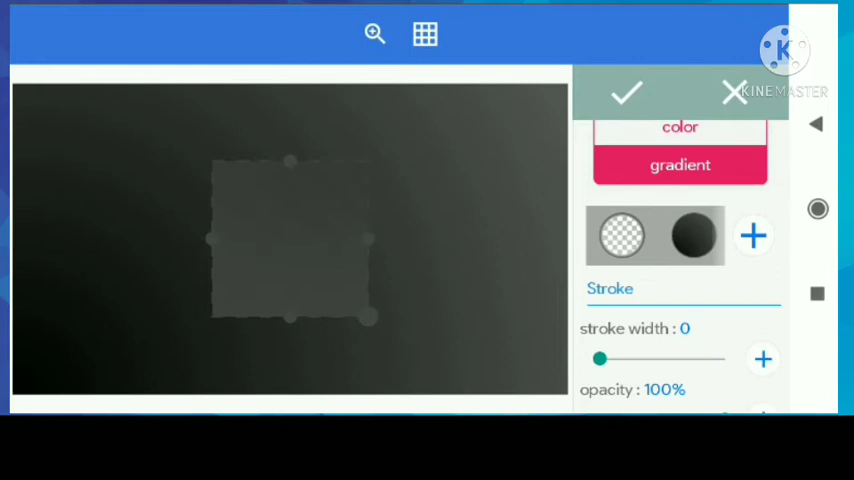 KINEMASTER
color
gradient
Stroke
stroke width : 0
opacity : 100%